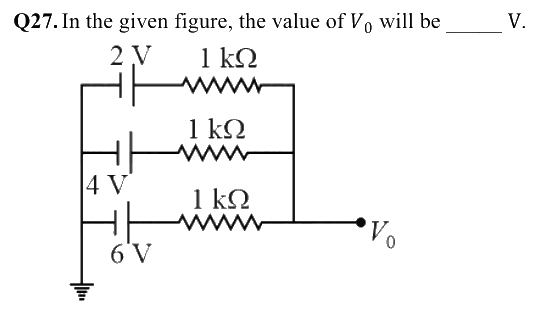 Q27. In the given figure, the value of V₀ will be _____ V.
2 V 1 kΩ
1 kΩ
4 V
1 kΩ
6 V
V₀